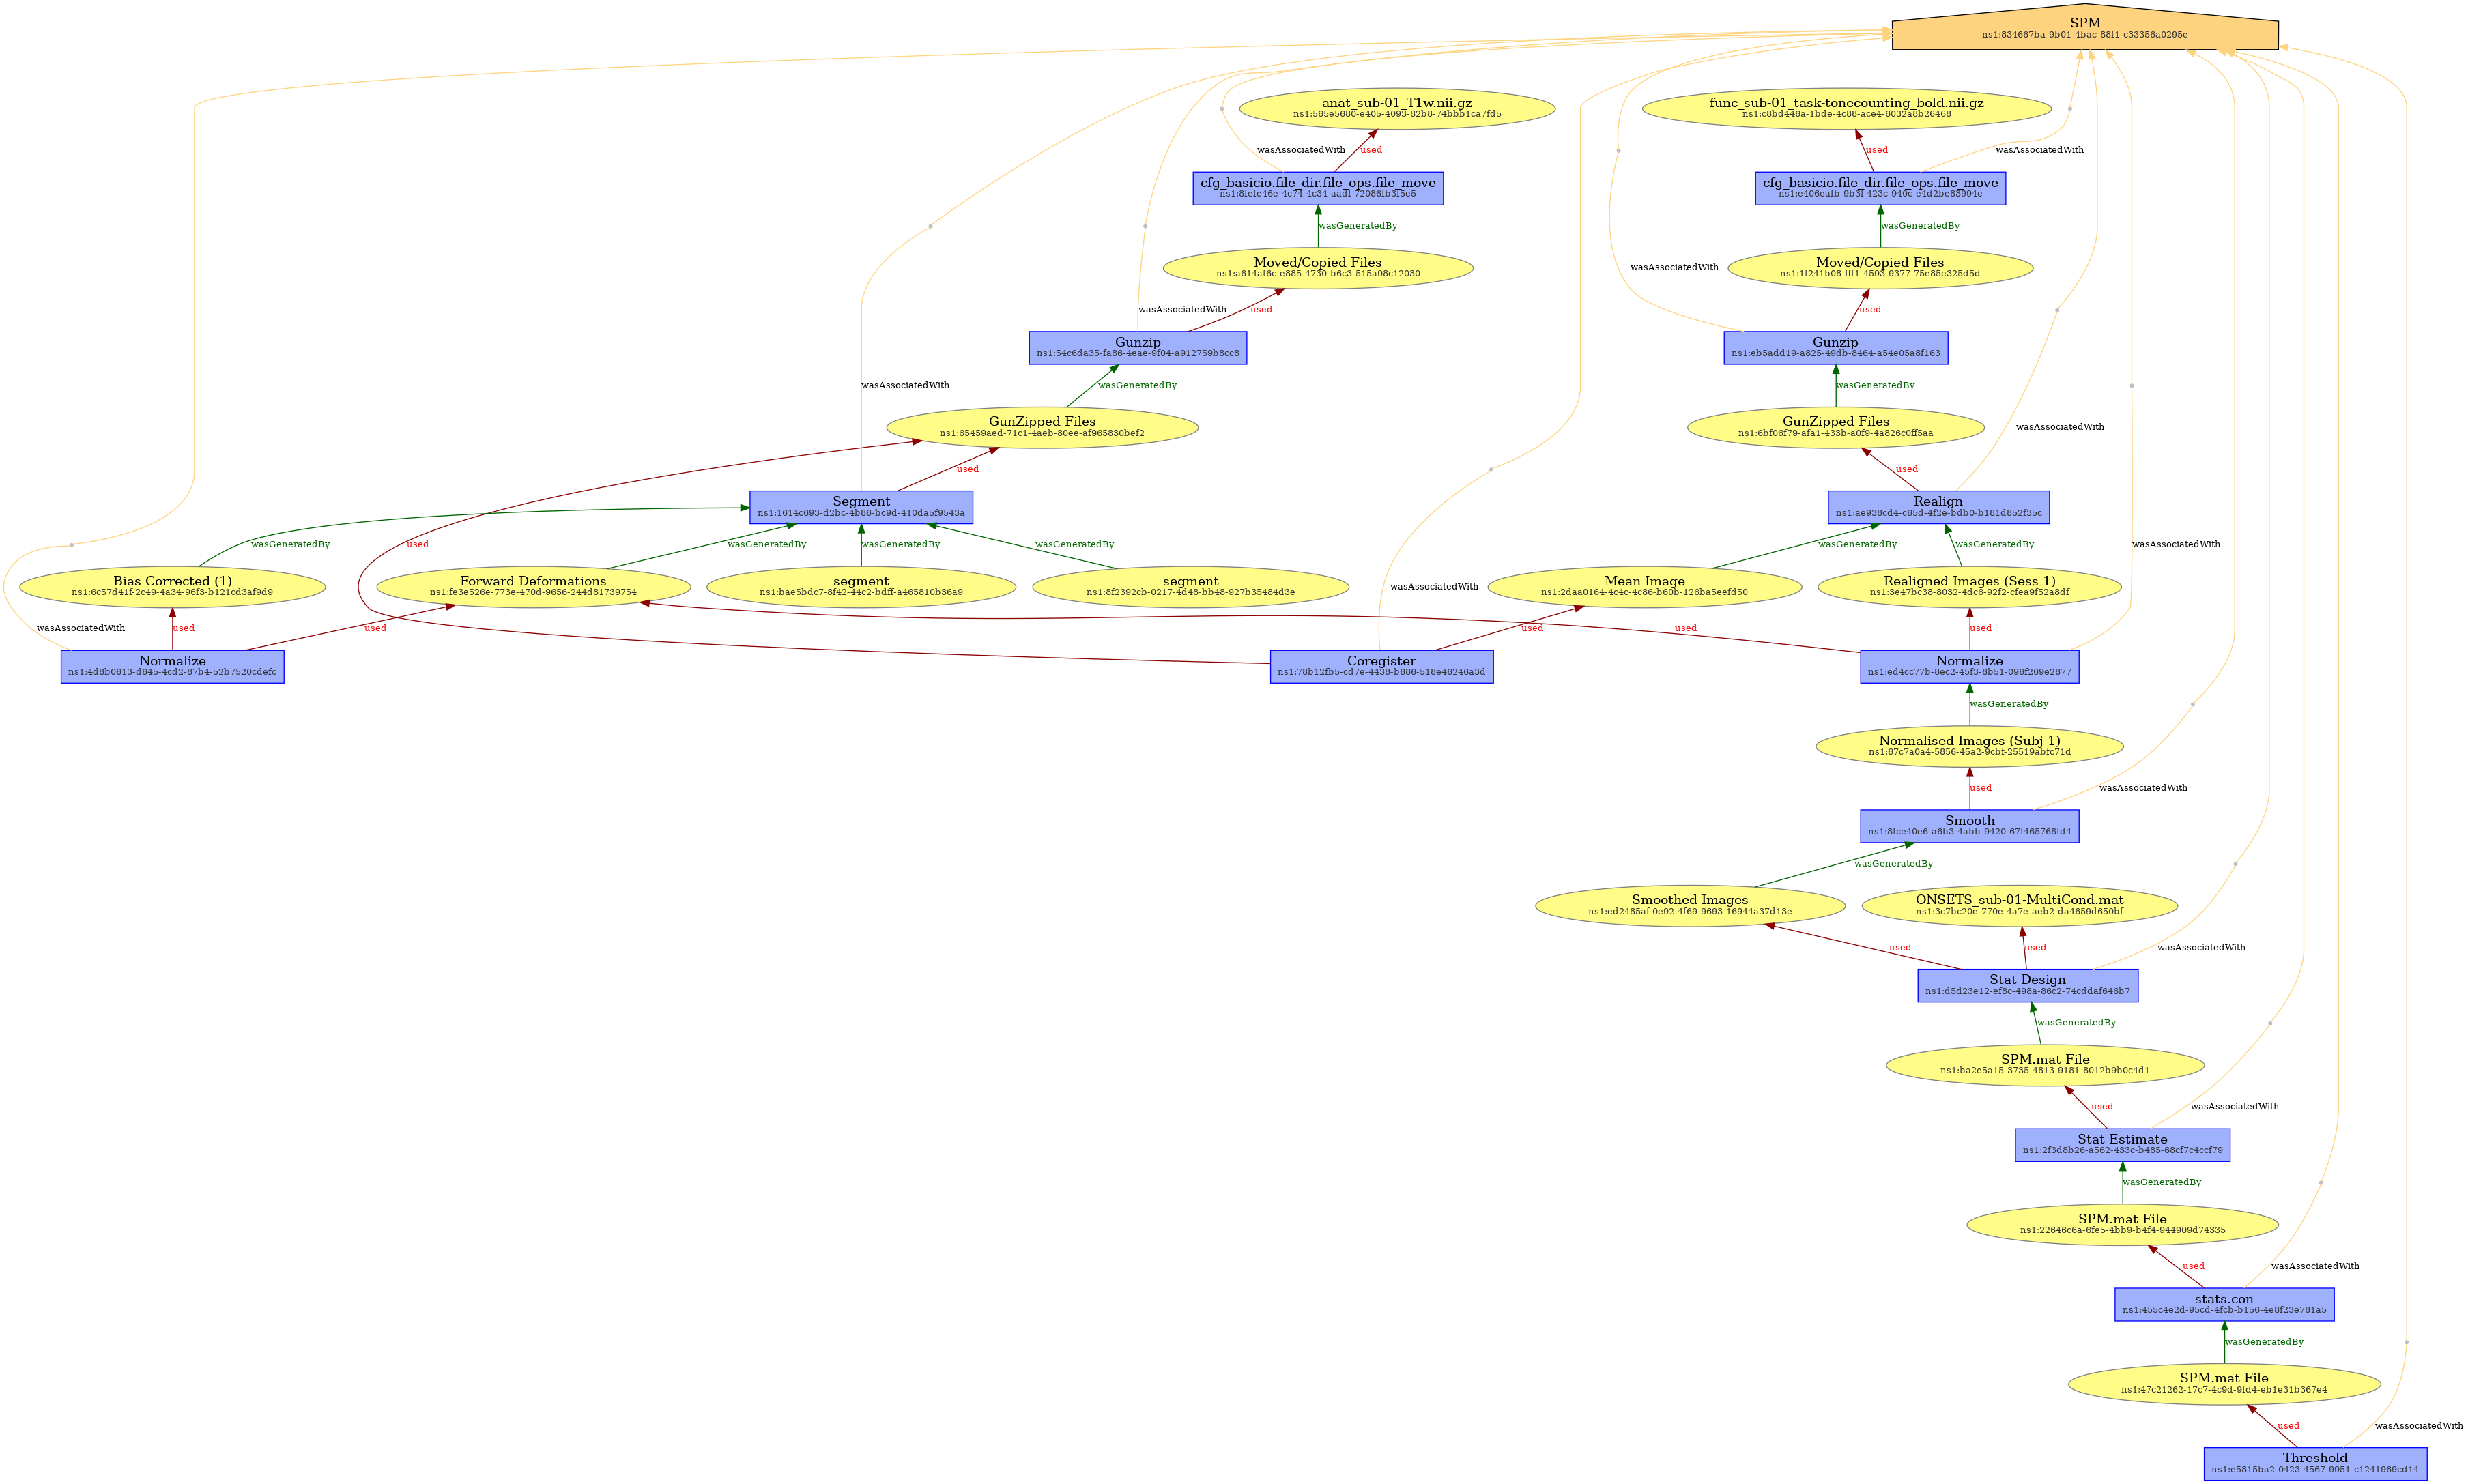 SPM
ns1:834667ba-9b01-4bac-88f1-c33356a0295e
anat_sub-01_T1w.nii.gz
ns1:565e5680-e405-4093-82b8-74bbb1ca7fd5
func_sub-01_task-tonecounting_bold.nii.gz
ns1:c8bd446a-1bde-4c88-ace4-6032a8b26468
wasAssociatedWith
used
used
wasAssociatedWith
cfg_basicio.file_dir.file_ops.file_move
ns1:8fefe46e-4c74-4c34-aadf-72086fb3f5e5
cfg_basicio.file_dir.file_ops.file_move
ns1:e406eafb-9b3f-423c-940c-e4d2be83994e
wasGeneratedBy
wasGeneratedBy
Moved/Copied Files
ns1:a614af6c-e885-4730-b6c3-515a98c12030
Moved/Copied Files
ns1:1f241b08-fff1-4593-9377-75e85e325d5d
wasAssociatedWith
used
wasAssociatedWith
used
Gunzip
ns1:54c6da35-fa86-4eae-9f04-a912759b8cc8
Gunzip
ns1:eb5add19-a825-49db-8464-a54e05a8f163
wasAssociatedWith
wasGeneratedBy
wasGeneratedBy
GunZipped Files
ns1:65459aed-71c1-4aeb-80ee-af965830bef2
GunZipped Files
ns1:6bf06f79-afa1-433b-a0f9-4a826c0ff5aa
wasAssociatedWith
used
used
Segment
ns1:1614c693-d2bc-4b86-bc9d-410da5f9543a
Realign
ns1:ae938cd4-c65d-4f2e-bdb0-b181d852f35c
wasGeneratedBy
used
wasGeneratedBy
wasGeneratedBy
wasGeneratedBy
wasGeneratedBy
wasGeneratedBy
wasAssociatedWith
Bias Corrected (1)
ns1:6c57d41f-2c49-4a34-96f3-b121cd3af9d9
Forward Deformations
ns1:fe3e526e-773e-470d-9656-244d81739754
segment
ns1:bae5bdc7-8f42-44c2-bdff-a465810b36a9
segment
ns1:8f2392cb-0217-4d48-bb48-927b35484d3e
wasAssociatedWith
Mean Image
ns1:2daa0164-4c4c-4c86-b60b-126ba5eefd50
Realigned Images (Sess 1)
ns1:3e47bc38-8032-4dc6-92f2-cfea9f52a8df
wasAssociatedWith
used
used
used
used
used
Normalize
ns1:4d8b0613-d645-4cd2-87b4-52b7520cdefc
Coregister
ns1:78b12fb5-cd7e-4438-b686-518e46246a3d
Normalize
ns1:ed4cc77b-8ec2-45f3-8b51-096f269e2877
wasGeneratedBy
Normalised Images (Subj 1)
ns1:67c7a0a4-5856-45a2-9cbf-25519abfc71d
used
wasAssociatedWith
Smooth
ns1:8fce40e6-a6b3-4abb-9420-67f465768fd4
wasGeneratedBy
Smoothed Images
ns1:ed2485af-0e92-4f69-9693-16944a37d13e
ONSETS_sub-01-MultiCond.mat
ns1:3c7bc20e-770e-4a7e-aeb2-da4659d650bf
used
used
wasAssociatedWith
Stat Design
ns1:d5d23e12-ef8c-498a-86c2-74cddaf646b7
wasGeneratedBy
SPM.mat File
ns1:ba2e5a15-3735-4813-9181-8012b9b0c4d1
used
wasAssociatedWith
Stat Estimate
ns1:2f3d8b26-a562-433c-b485-68cf7c4ccf79
wasGeneratedBy
SPM.mat File
ns1:22646c6a-6fe5-4bb9-b4f4-944909d74335
used
wasAssociatedWith
stats.con
ns1:455c4e2d-95cd-4fcb-b156-4e8f23e781a5
wasGeneratedBy
SPM.mat File
ns1:47c21262-17c7-4c9d-9fd4-eb1e31b367e4
used
wasAssociatedWith
Threshold
ns1:e5815ba2-0423-4567-9951-c1241969cd14